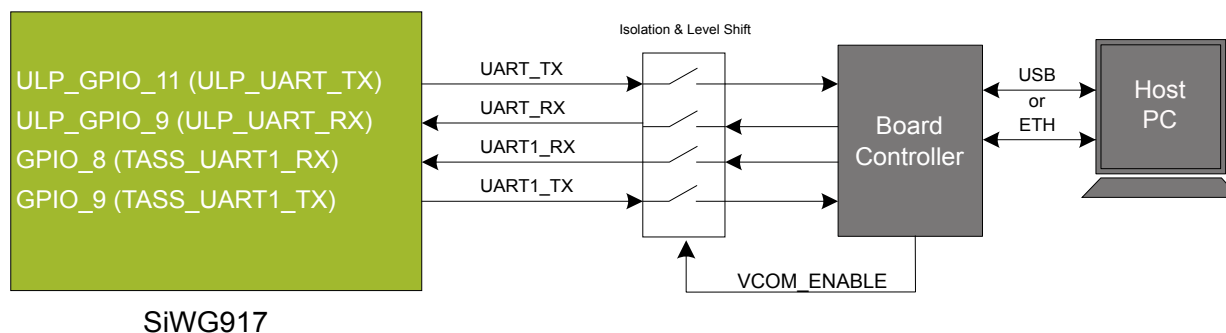 Isolation & Level Shift
ULP_GPIO_11 (ULP_UART_TX)
ULP_GPIO_9 (ULP_UART_RX)
GPIO_8 (TASS_UART1_RX)
GPIO_9 (TASS_UART1_TX)
UART_TX
UART_RX
UART1_RX
UART1_TX
Board
Controller
USB
or
ETH
Host
PC
VCOM_ENABLE
SiWG917